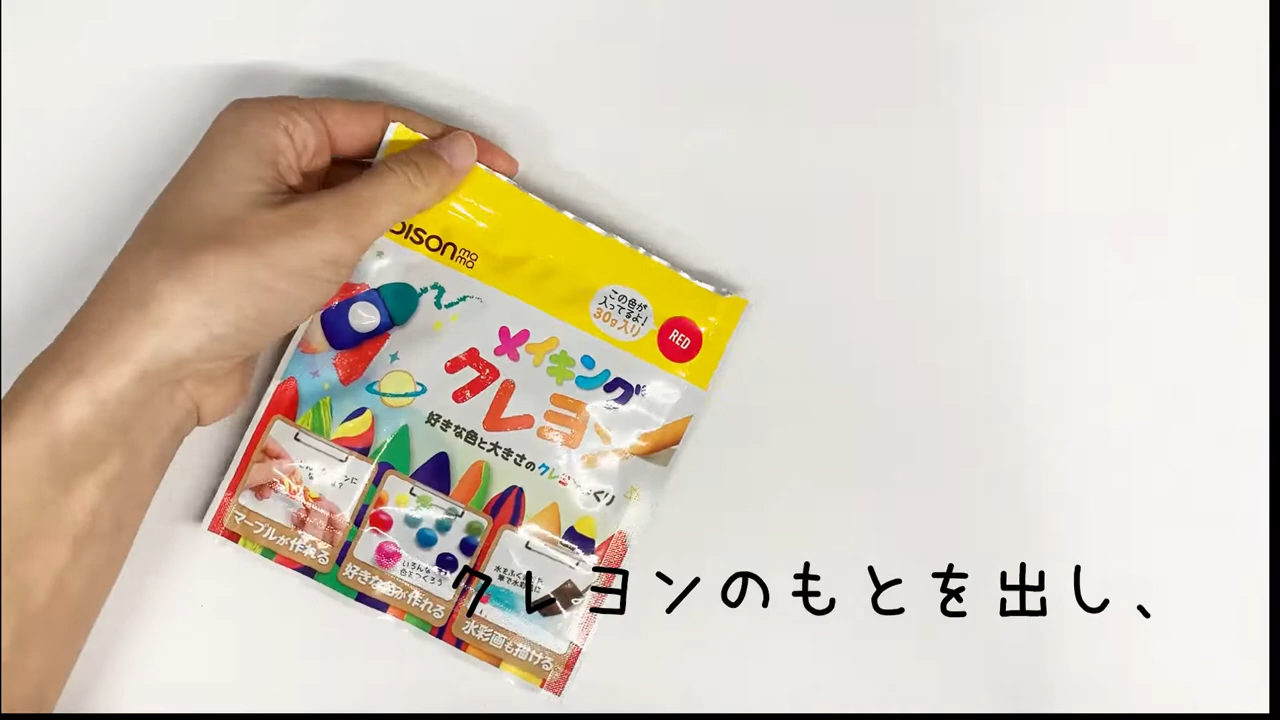 DISON
ma
ma
この色が
入ってるよ!
30g入り
RED
メイキング
クレヨン
好きな色と大きさのクレヨンづくり
マーブルが作れる
いろんな
色をつくろう
好きな色が作れる
水彩画も描ける
クレヨンのもとを出し、